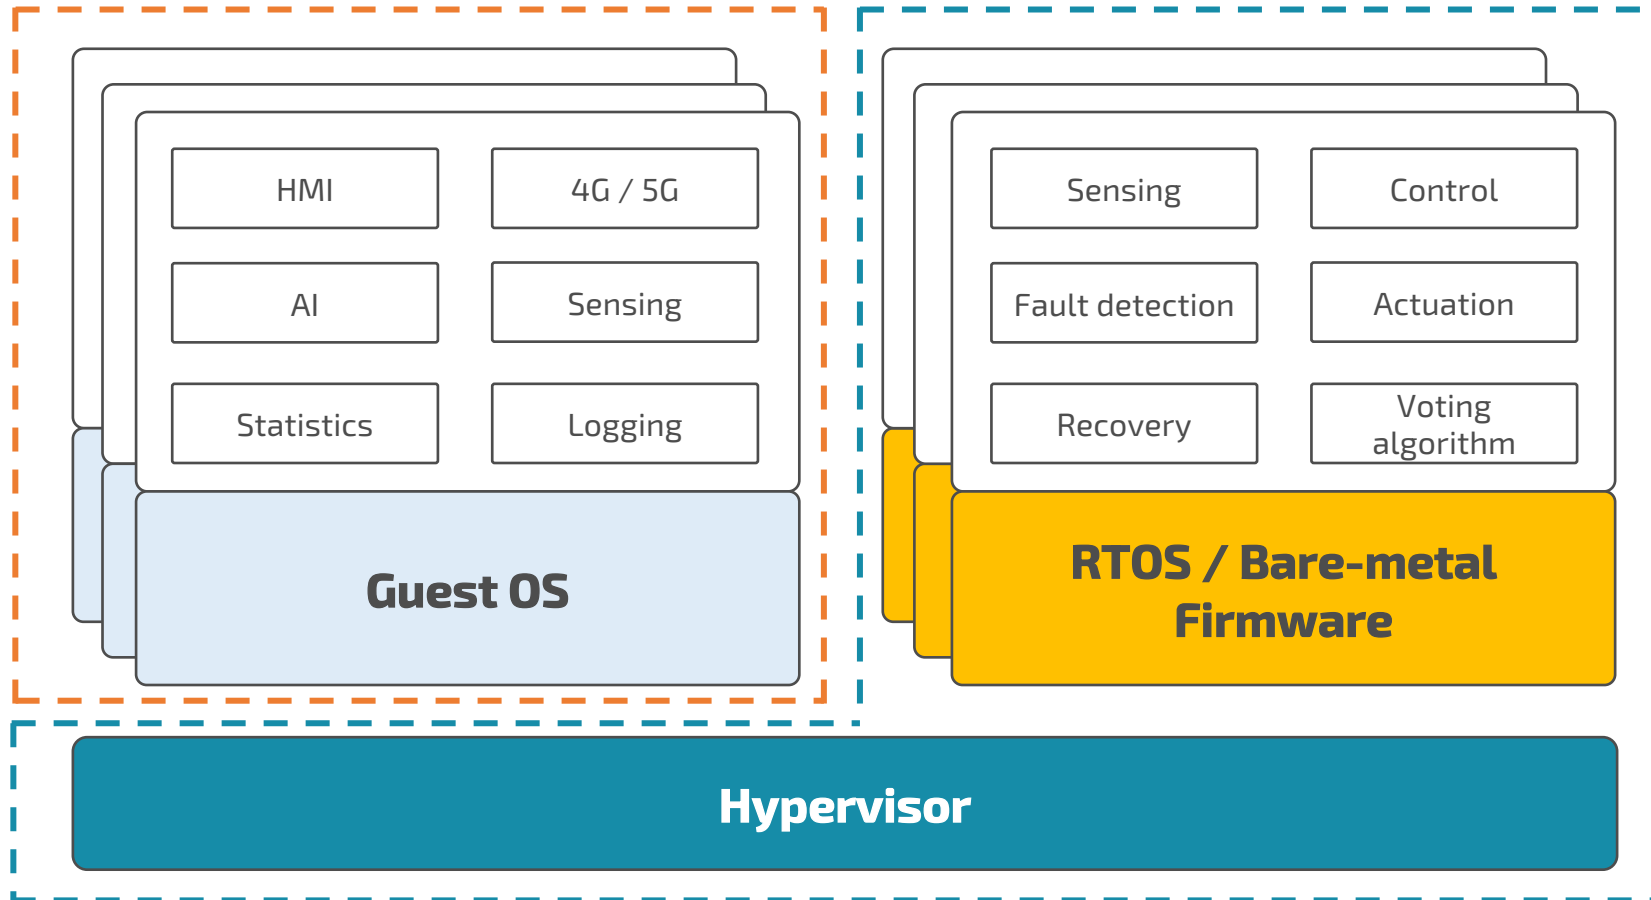 HMI
4G / 5G
AI
Sensing
Statistics
Logging
Guest OS
Sensing
Control
Fault detection
Actuation
Recovery
Voting
algorithm
RTOS / Bare-metal
Firmware
Hypervisor